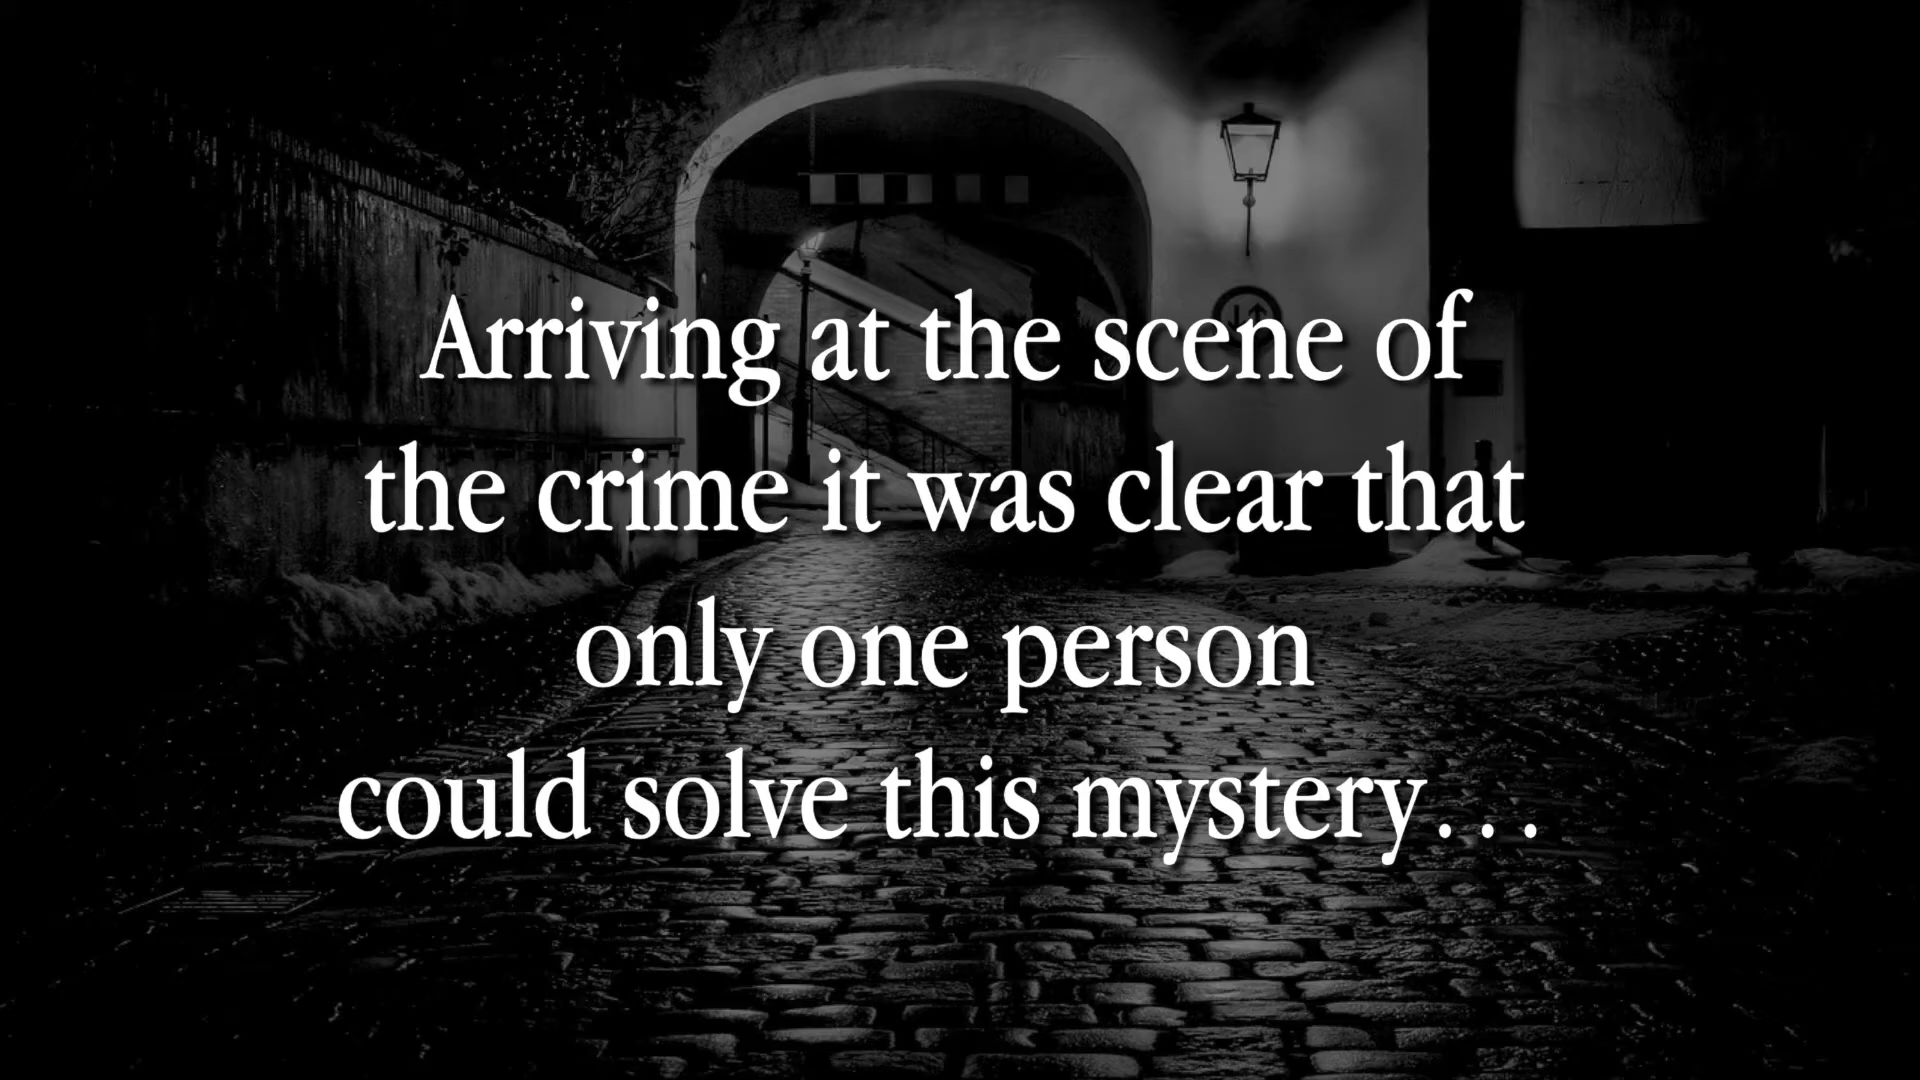 Arriving at the scene of
the crime it was clear that
only one person
could solve this mystery…